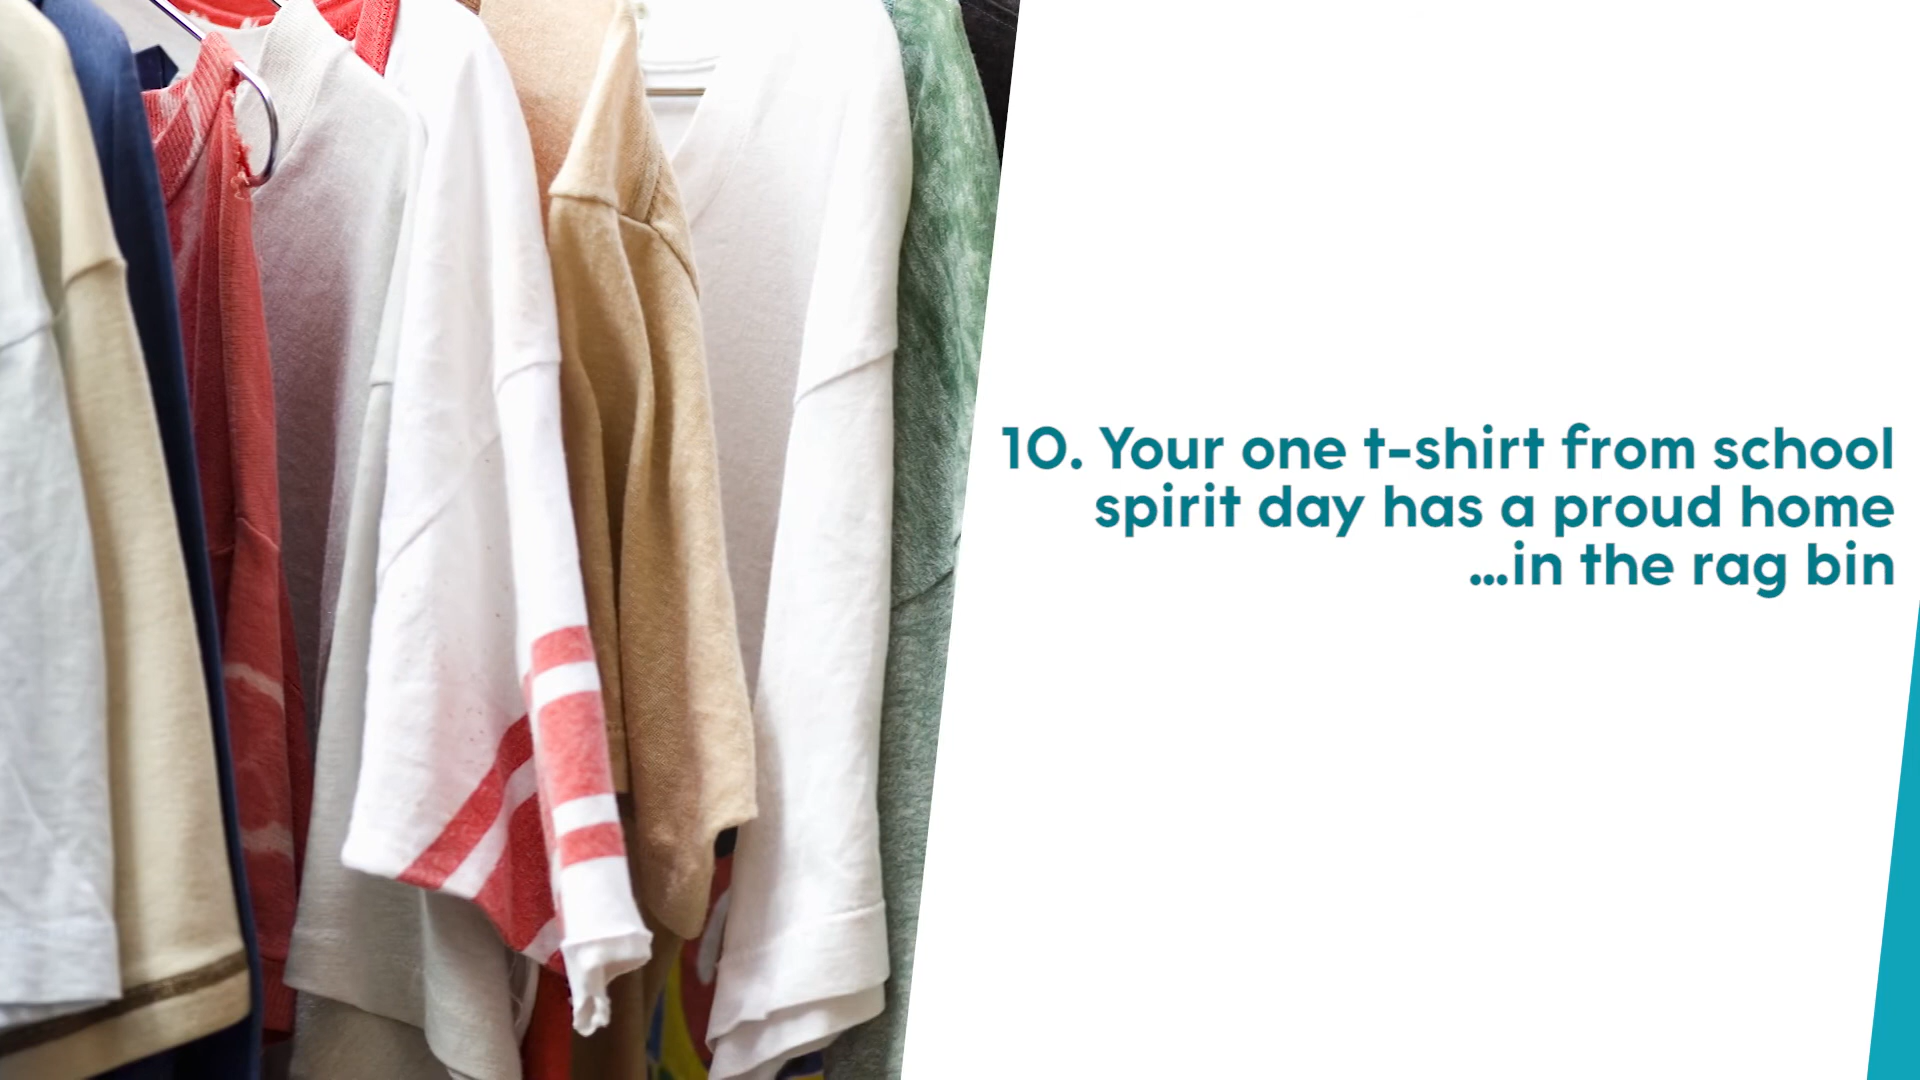 10. Your one t-shirt from school
spirit day has a proud home
...in the rag bin